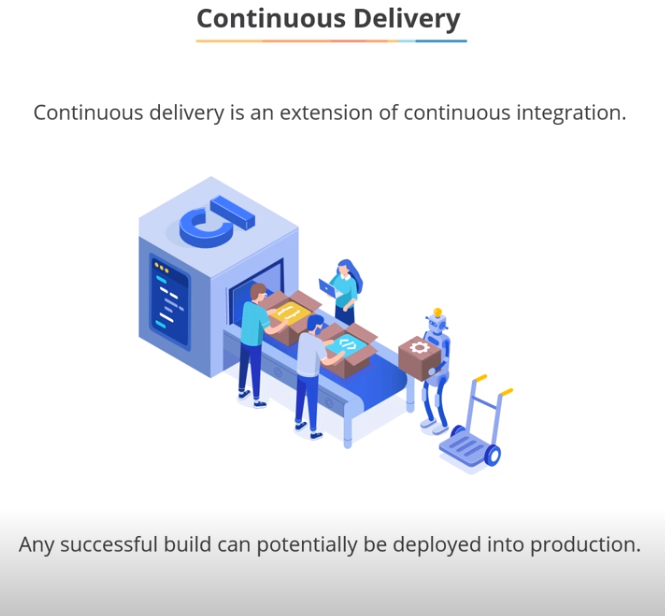 Continuous Delivery
Continuous delivery is an extension of continuous integration.
CI
</>
Any successful build can potentially be deployed into production.